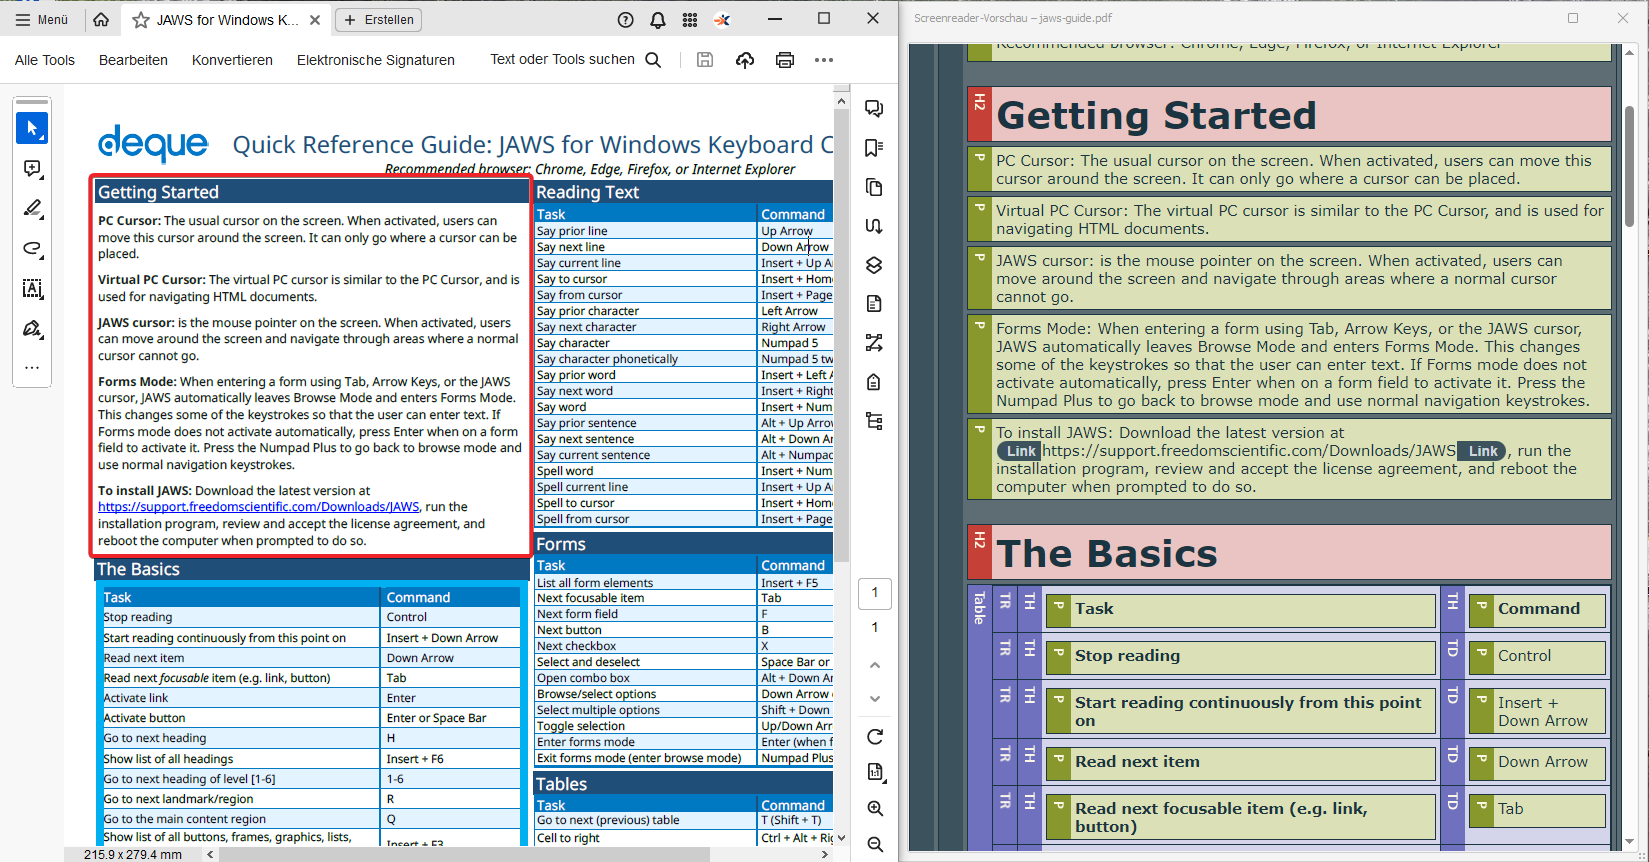 Menü
JAWS for Windows K...
Erstellen
Alle Tools
Bearbeiten
Konvertieren
Elektronische Signaturen
Text oder Tools suchen
deque
Quick Reference Guide: JAWS for Windows Keyboard C
Recommended browser: Chrome, Edge, Firefox, or Internet Explorer
Getting Started
PC Cursor: The usual cursor on the screen. When activated, users can
move this cursor around the screen. It can only go where a cursor can be
placed.
Virtual PC Cursor: The virtual PC cursor is similar to the PC Cursor, and is
used for navigating HTML documents.
JAWS cursor: is the mouse pointer on the screen. When activated, users
can move around the screen and navigate through areas where a normal
cursor cannot go.
Forms Mode: When entering a form using Tab, Arrow Keys, or the JAWS
cursor, JAWS automatically leaves Browse Mode and enters Forms Mode.
This changes some of the keystrokes so that the user can enter text. If
Forms mode does not activate automatically, press Enter when on a form
field to activate it. Press the Numpad Plus to go back to browse mode and
use normal navigation keystrokes.
To install JAWS: Download the latest version at
https://support.freedomscientific.com/Downloads/JAWS, run the
installation program, review and accept the license agreement, and
reboot the computer when prompted to do so.
The Basics
Task Command
Stop reading Control
Start reading continuously from this point on Insert + Down Arrow
Read next item Down Arrow
Read next focusable item (e.g. link, button) Tab
Activate link Enter
Activate button Enter or Space Bar
Go to next heading H
Show list of all headings Insert + F6
Go to next heading of level [1-6] 1-6
Go to next landmark/region R
Go to the main content region Q
Show list of all buttons, frames, graphics, lists, Insert + F3
Reading Text
Task Command
Say prior line Up Arrow
Say next line Down Arrow
Say current line Insert + Up A
Say to cursor Insert + Hom
Say from cursor Insert + Page
Say prior character Left Arrow
Say next character Right Arrow
Say character Numpad 5
Say character phonetically Numpad 5 tw
Say prior word Insert + Left A
Say next word Insert + Right
Say word Insert + Num
Say prior sentence Alt + Up Arrow
Say next sentence Alt + Down Ar
Say current sentence Alt + Numpad
Spell word Insert + Num
Spell current line Insert + Up A
Spell to cursor Insert + Hom
Spell from cursor Insert + Page
Forms
Task Command
List all form elements Insert + F5
Next focusable item Tab
Next form field F
Next button B
Next checkbox X
Select and deselect Space Bar or
Open combo box Alt + Down Ar
Browse/select options Down Arrow
Select multiple options Shift + Down
Toggle selection Up/Down Arr
Enter forms mode Enter (when f
Exit forms mode (enter browse mode) Numpad Plus
Tables
Task Command
Go to next (previous) table T (Shift + T)
Cell to right Ctrl + Alt + Rig
1
1
215.9 x 279.4 mm
Screenreader-Vorschau – jaws-guide.pdf
Recommended browser: Chrome, Edge, Firefox, or Internet Explorer
H2 Getting Started
P PC Cursor: The usual cursor on the screen. When activated, users can move this
cursor around the screen. It can only go where a cursor can be placed.
P Virtual PC Cursor: The virtual PC cursor is similar to the PC Cursor, and is used for
navigating HTML documents.
P JAWS cursor: is the mouse pointer on the screen. When activated, users can
move around the screen and navigate through areas where a normal cursor
cannot go.
P Forms Mode: When entering a form using Tab, Arrow Keys, or the JAWS cursor,
JAWS automatically leaves Browse Mode and enters Forms Mode. This changes
some of the keystrokes so that the user can enter text. If Forms mode does not
activate automatically, press Enter when on a form field to activate it. Press the
Numpad Plus to go back to browse mode and use normal navigation keystrokes.
P To install JAWS: Download the latest version at
Link https://support.freedomscientific.com/Downloads/JAWS Link , run the
installation program, review and accept the license agreement, and reboot the
computer when prompted to do so.
H2 The Basics
Table TR TH P Task TH P Command
TR TH P Stop reading TD P Control
TR TH P Start reading continuously from this point
on TD P Insert +
Down Arrow
TR TH P Read next item TD P Down Arrow
TR TH P Read next focusable item (e.g. link,
button) TD P Tab